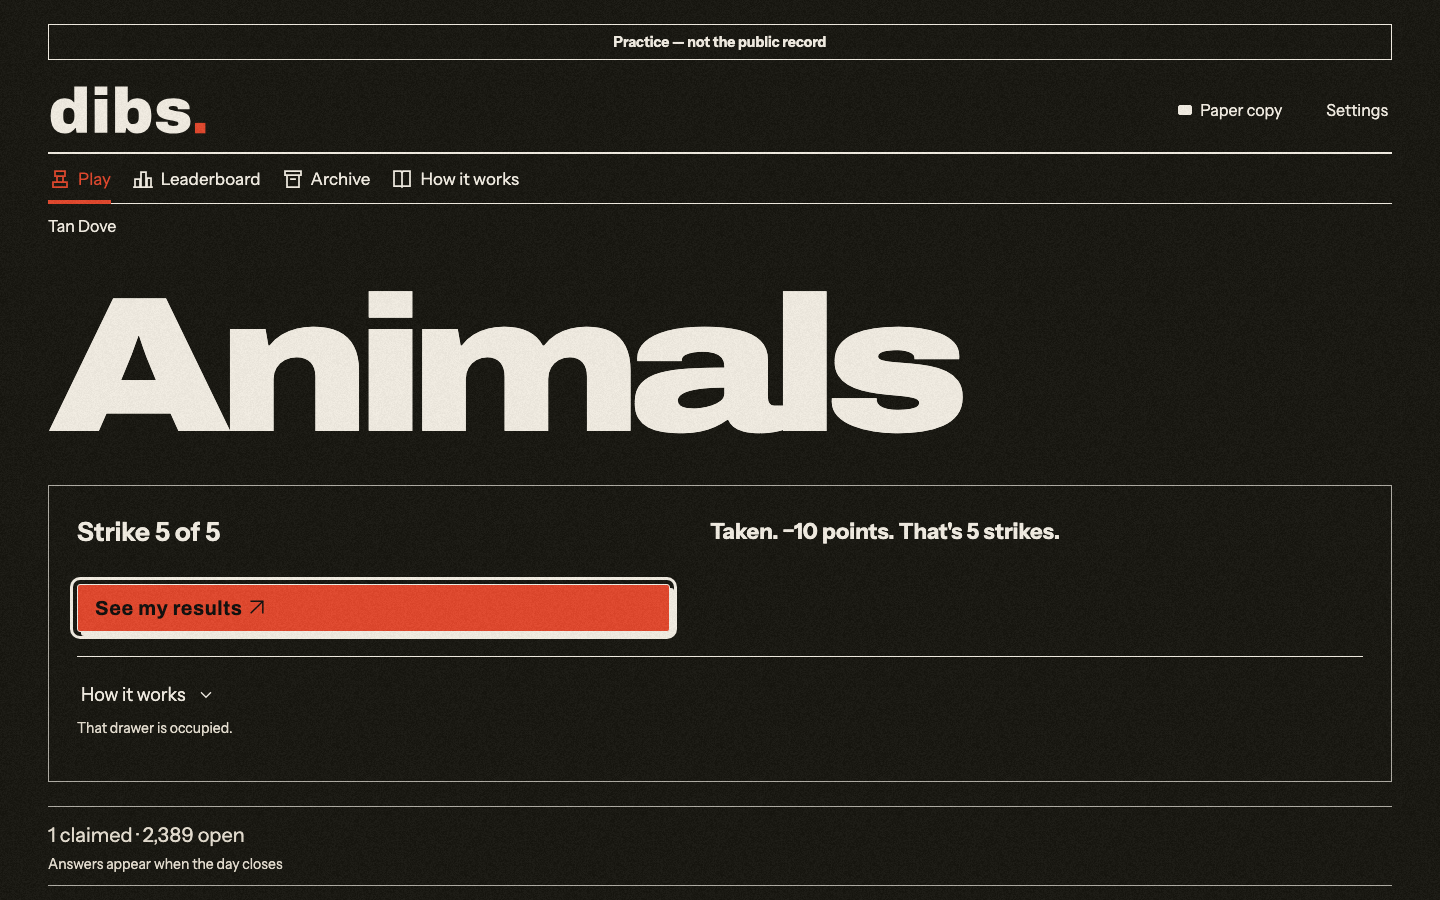 Practice — not the public record
dibs.
Paper copy
Settings
Play
Leaderboard
Archive
How it works
Tan Dove
Animals
Strike 5 of 5
Taken. −10 points. That's 5 strikes.
See my results
How it works
That drawer is occupied.
1 claimed · 2,389 open
Answers appear when the day closes